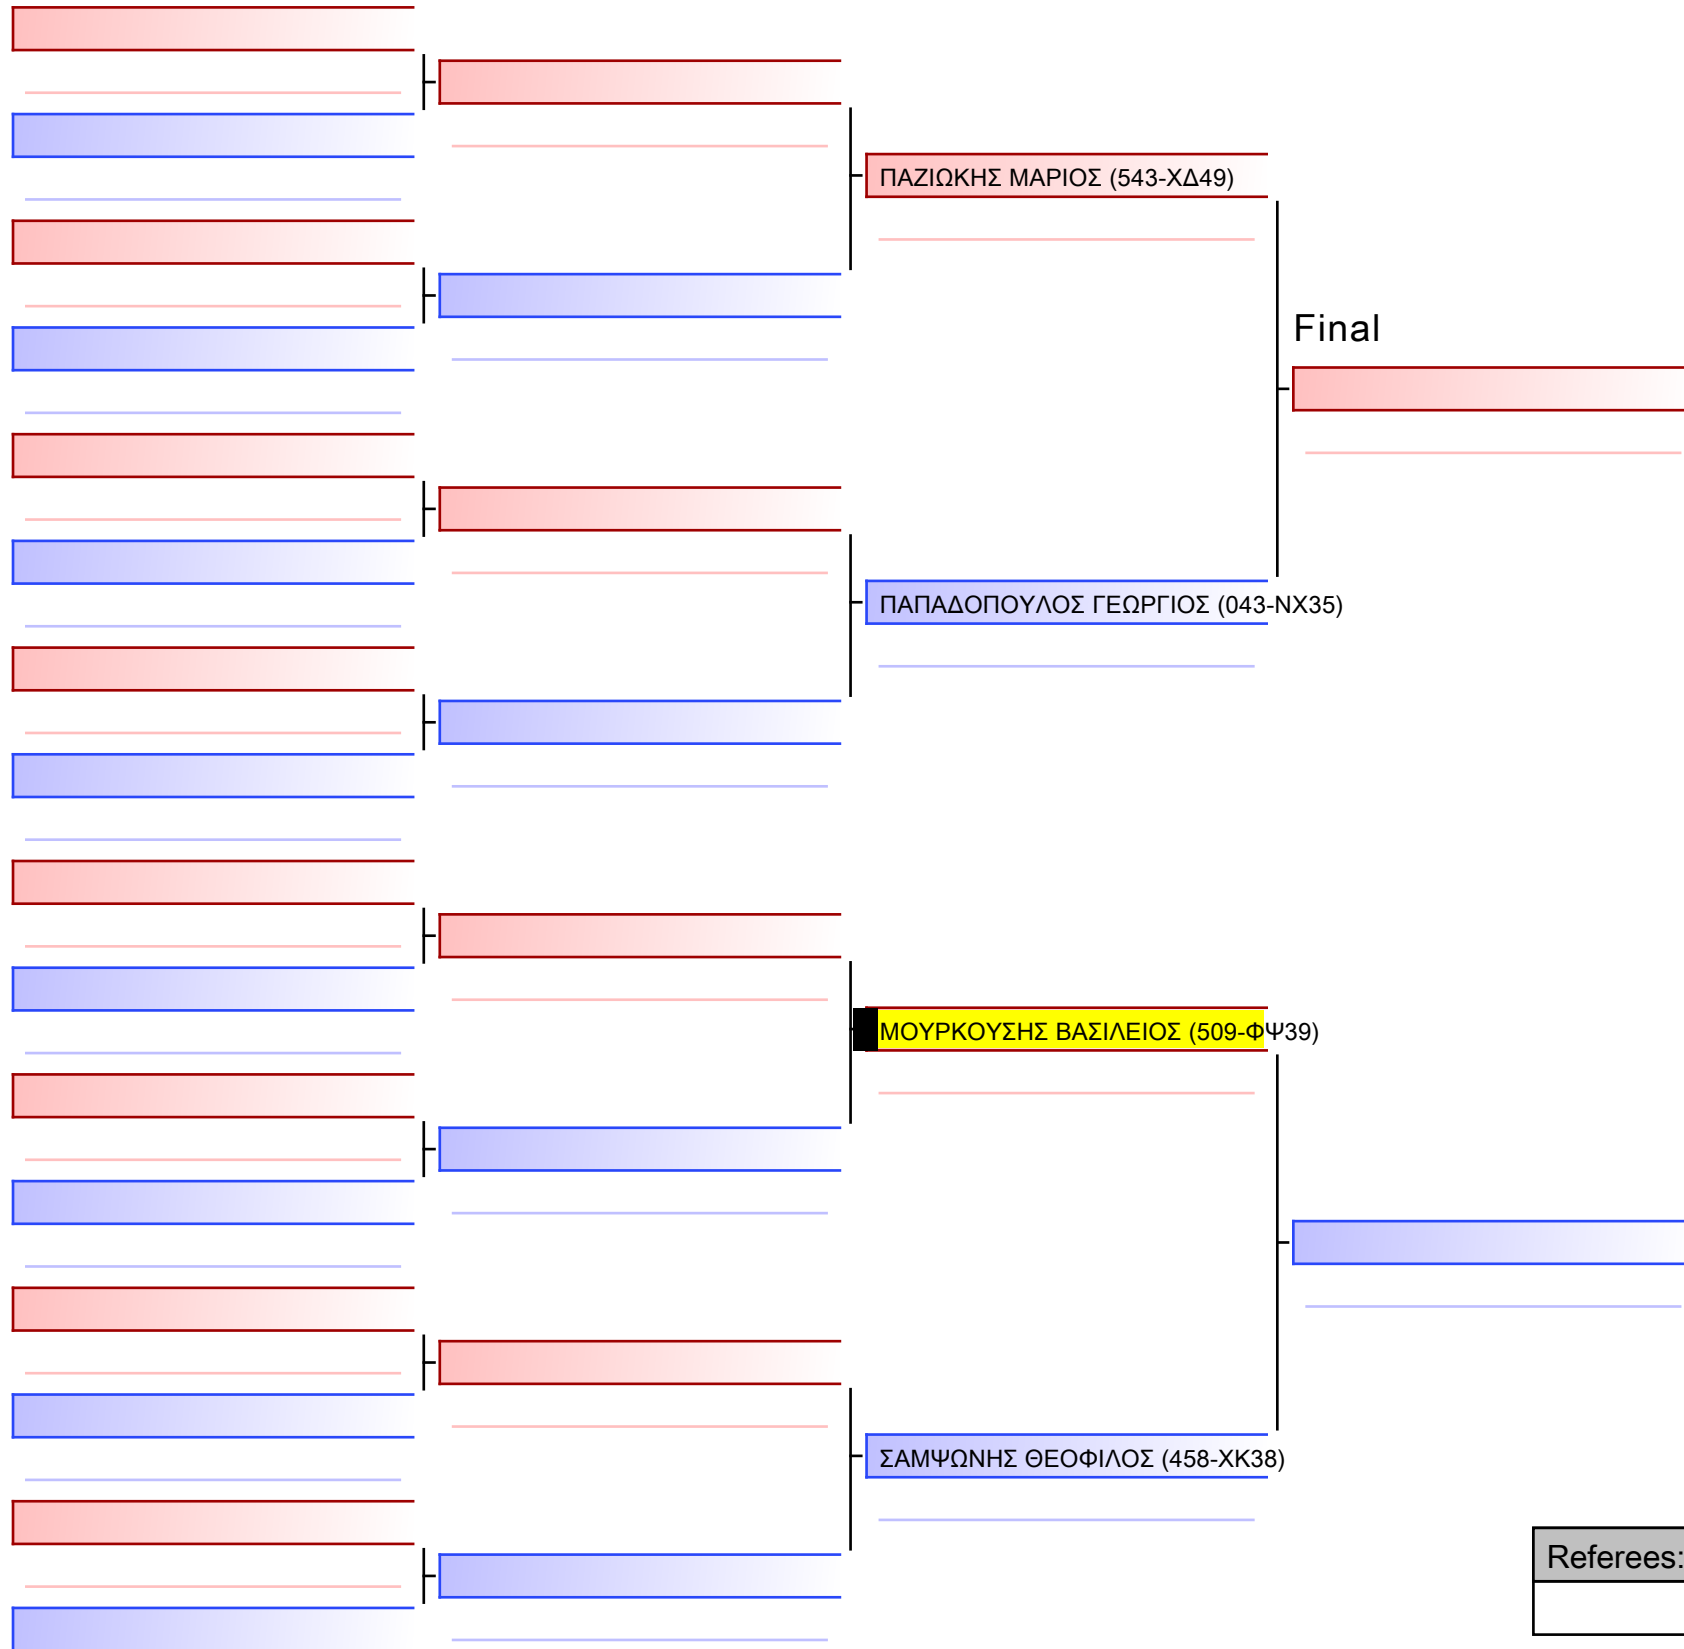 ΠΑΖΙΩΚΗΣ ΜΑΡΙΟΣ (543-ΧΔ49)
Final
ΠΑΠΑΔΟΠΟΥΛΟΣ ΓΕΩΡΓΙΟΣ (043-ΝΧ35)
ΜΟΥΡΚΟΥΣΗΣ ΒΑΣΙΛΕΙΟΣ (509-ΦΨ39)
ΣΑΜΨΩΝΗΣ ΘΕΟΦΙΛΟΣ (458-ΧΚ38)
Referees: